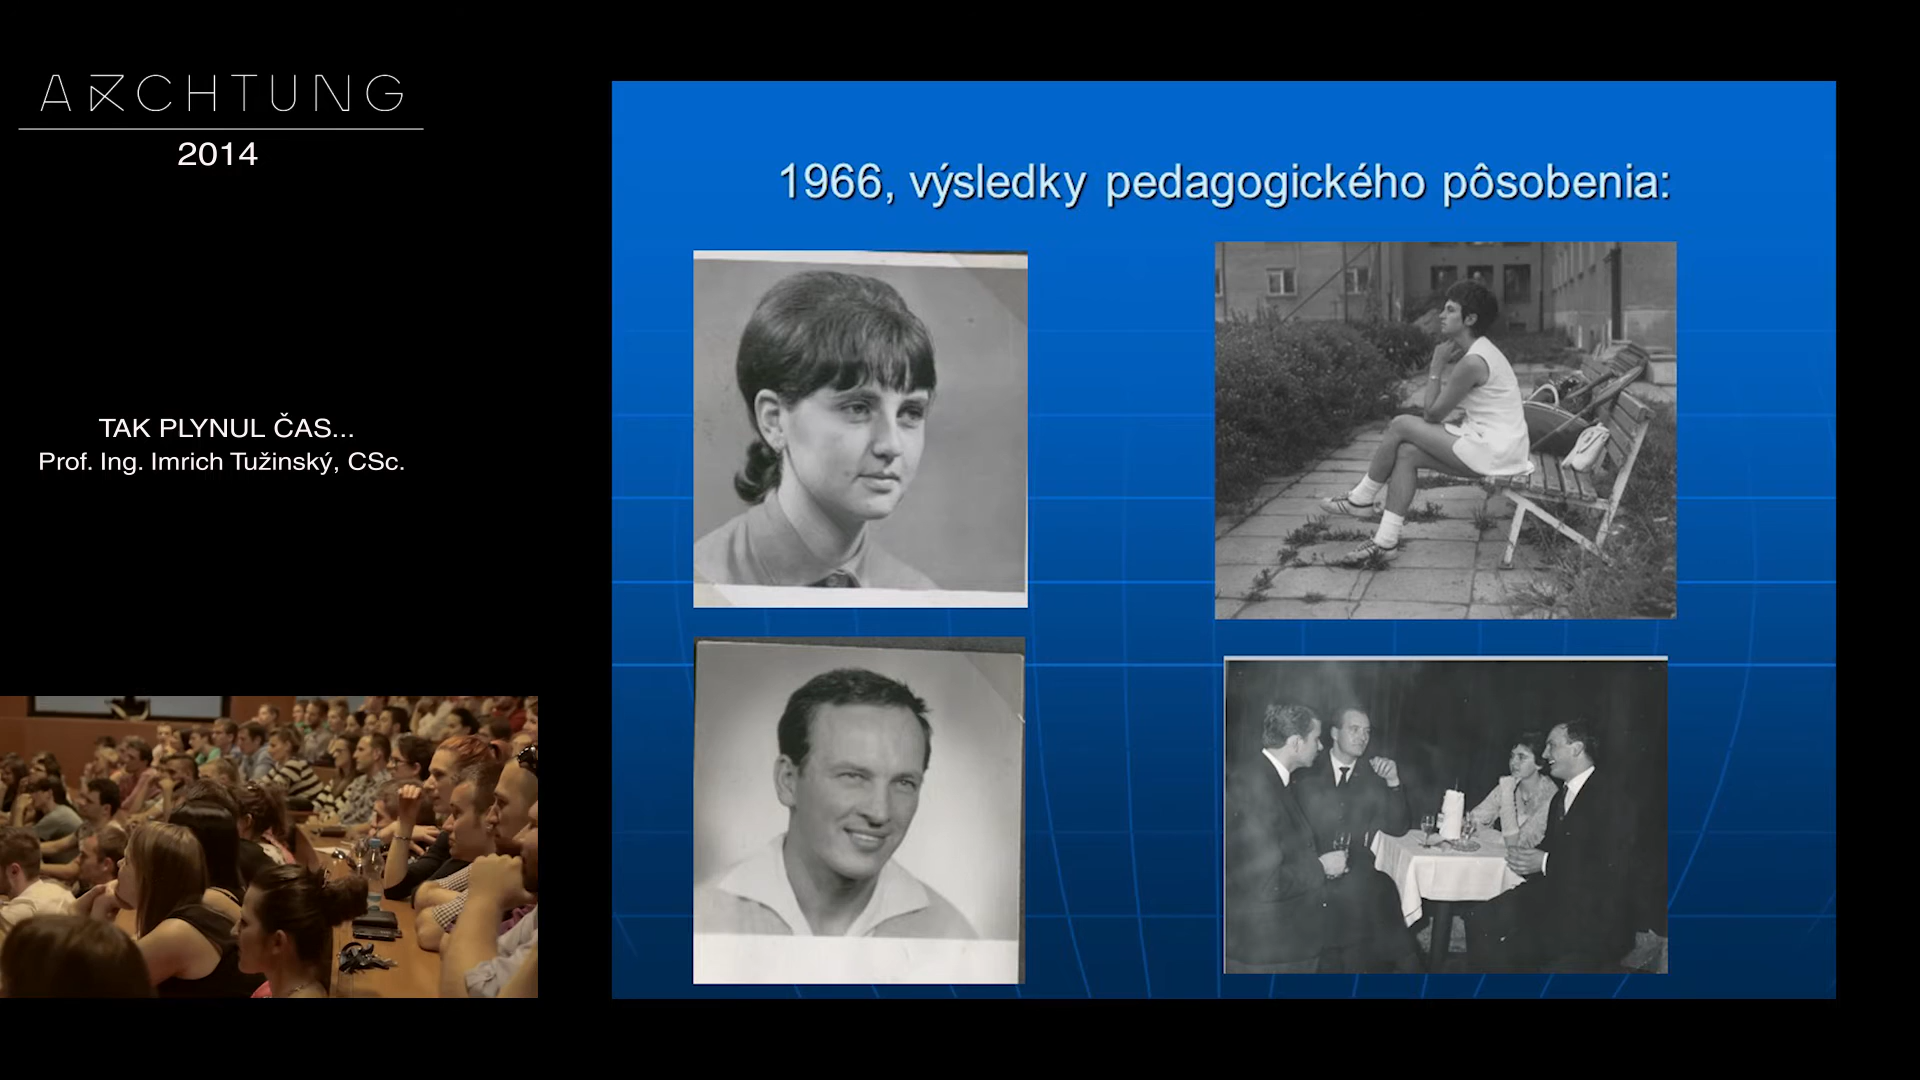 ARCHTUNG
2014
TAK PLYNUL ČAS...
Prof. Ing. Imrich Tužinský, CSc.
1966, výsledky pedagogického pôsobenia: